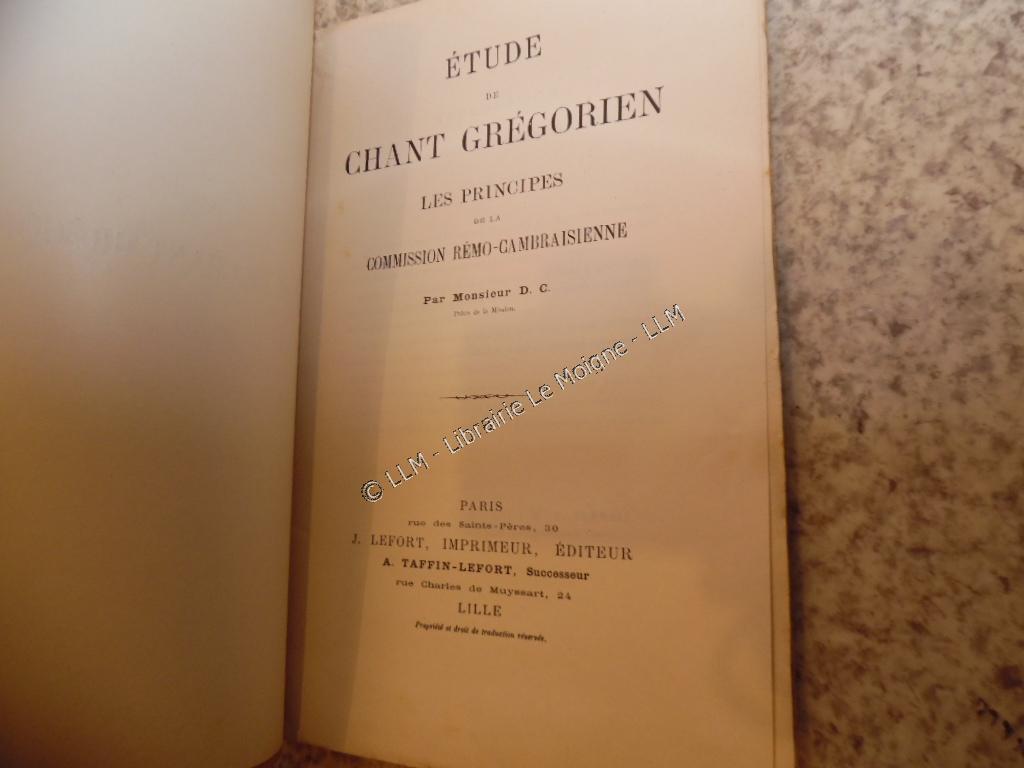 ÉTUDE
DE
CHANT GRÉGORIEN
LES PRINCIPES
DE LA
COMMISSION RÉMO-CAMBRAISIENNE
Par Monsieur D. C.
Prêtre de la Mission.
© LLM - Librairie Le Moigne - LLM
PARIS
rue des Saints-Pères, 30
J. LEFORT, IMPRIMEUR, ÉDITEUR
A. TAFFIN-LEFORT, Successeur
rue Charles de Muyssart, 24
LILLE
Propriété et droit de traduction réservés.